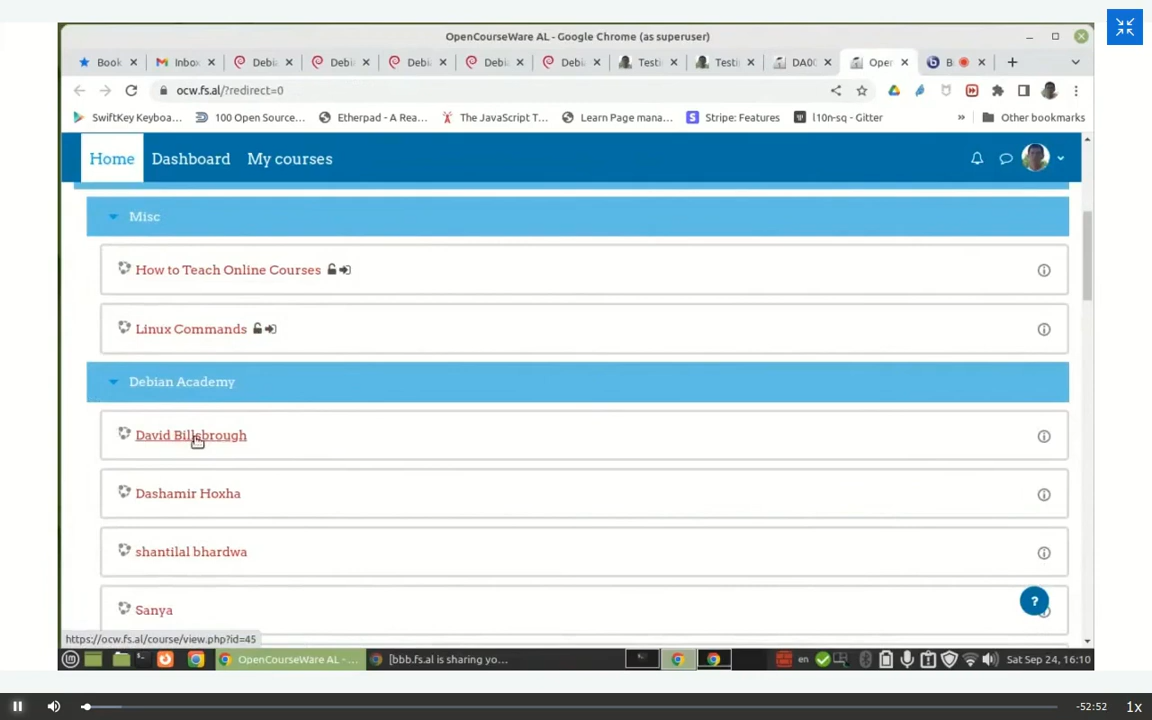 OpenCourseWare AL - Google Chrome (as superuser)
Book Inbox Debia Debi Debi Debi Debi Testi Testi DA00 Oper B
ocw.fs.al/?redirect=0
SwiftKey Keyboa... 100 Open Source... Etherpad - A Rea... The JavaScript T... Learn Page mana... Stripe: Features l10n-sq - Gitter » Other bookmarks
Home Dashboard My courses
Misc
How to Teach Online Courses
Linux Commands
Debian Academy
David Billsbrough
Dashamir Hoxha
shantilal bhardwa
Sanya
?
https://ocw.fs.al/course/view.php?id=45
OpenCourseWare AL - ... [bbb.fs.al is sharing yo... en Sat Sep 24, 16:10
-52:52 1x